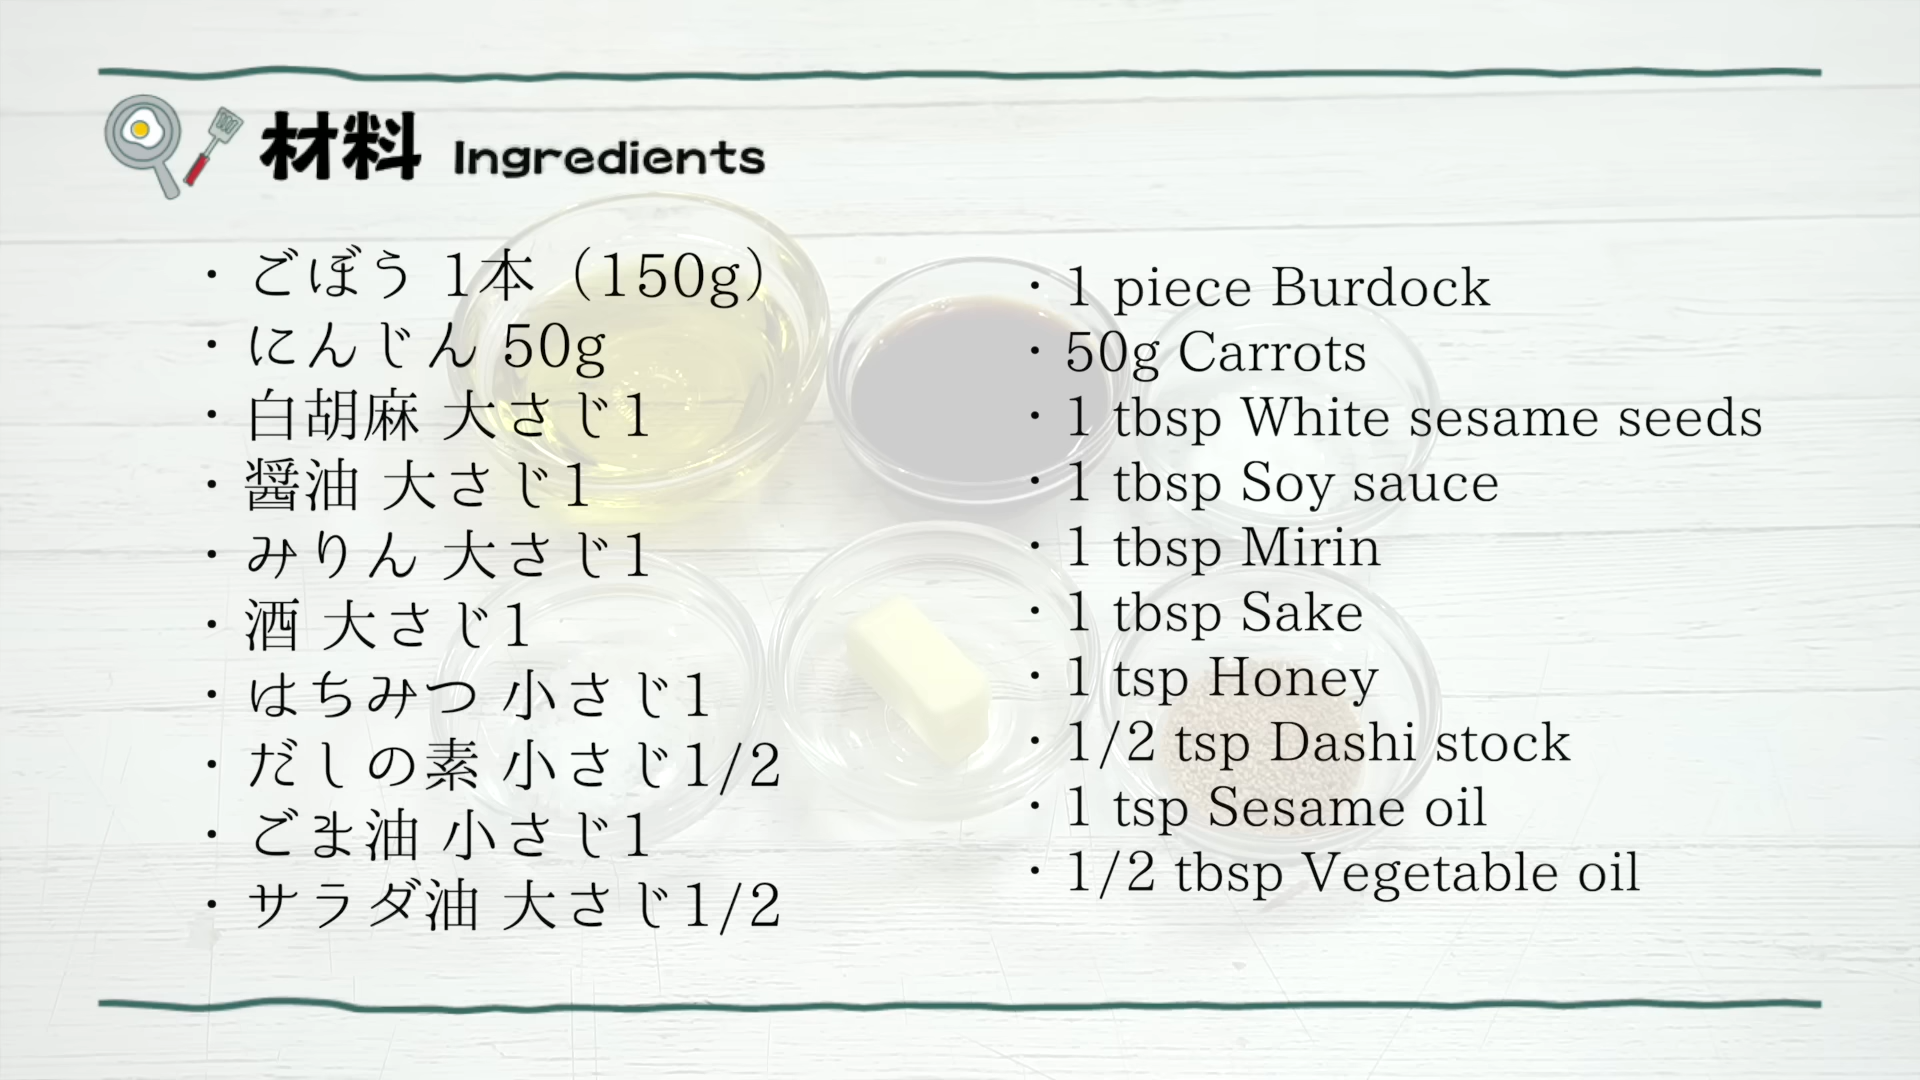 材料 Ingredients
・ごぼう 1本（150g）
・にんじん 50g
・白胡麻 大さじ1
・醤油 大さじ1
・みりん 大さじ1
・酒 大さじ1
・はちみつ 小さじ1
・だしの素 小さじ1/2
・ごま油 小さじ1
・サラダ油 大さじ1/2
・1 piece Burdock
・50g Carrots
・1 tbsp White sesame seeds
・1 tbsp Soy sauce
・1 tbsp Mirin
・1 tbsp Sake
・1 tsp Honey
・1/2 tsp Dashi stock
・1 tsp Sesame oil
・1/2 tbsp Vegetable oil